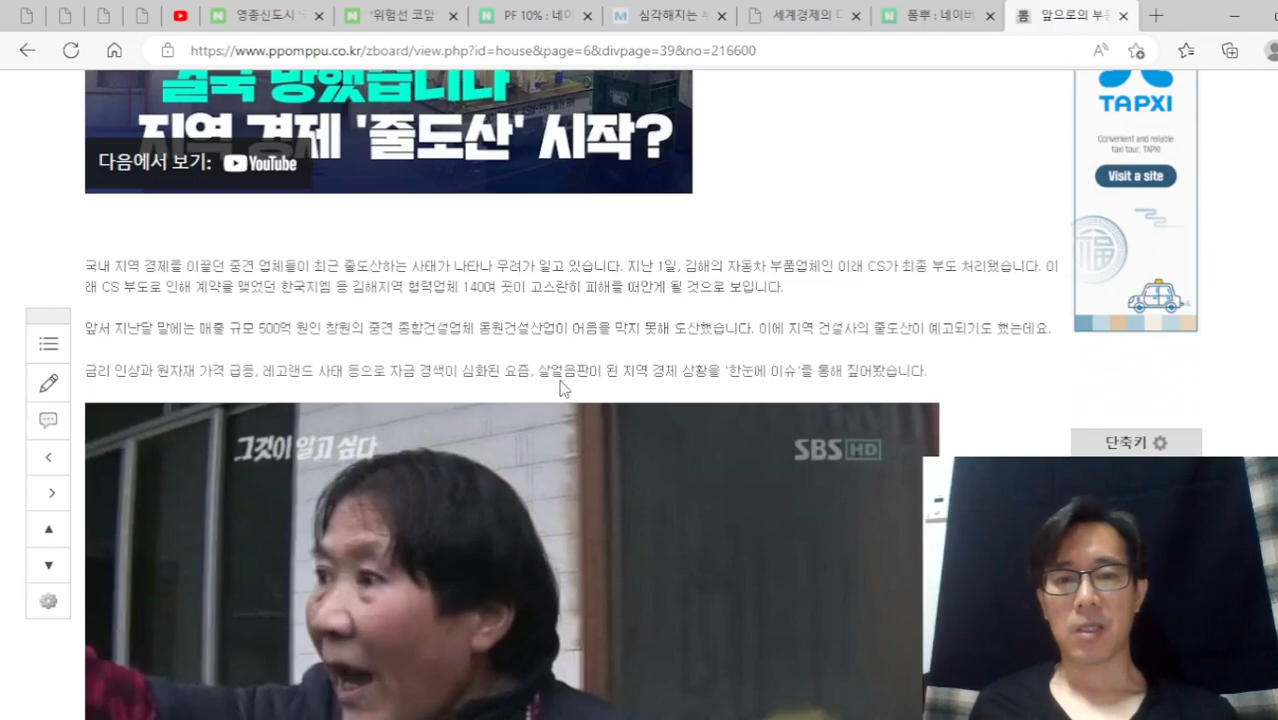 영종신도시 '
'위험선 코앞
PF 10% : 네이
심각해지는 부
세계경제의 디
폼뿌 : 네이버
앞으로의 부동
https://www.ppomppu.co.kr/zboard/view.php?id=house&page=6&divpage=39&no=216600
결국 망했습니다
지역 경제 '줄도산' 시작?
다음에서 보기: YouTube
TAPXI
Convenient and reliable
taxi tour, TAPXI
Visit a site
국내 지역 경제를 이끌던 중견 업체들이 최근 줄도산하는 사태가 나타나 우려가 일고 있습니다. 지난 1일, 김해의 자동차 부품업체인 이래 CS가 최종 부도 처리됐습니다. 이
래 CS 부도로 인해 계약을 맺었던 한국지엠 등 김해지역 협력업체 140여 곳이 고스란히 피해를 떠안게 될 것으로 보입니다.
앞서 지난달 말에는 매출 규모 500억 원인 창원의 중견 종합건설업체 동원건설산업이 어음을 막지 못해 도산했습니다. 이에 지역 건설사의 줄도산이 예고되기도 했는데요.
금리 인상과 원자재 가격 급등, 레고랜드 사태 등으로 자금 경색이 심화된 요즘, 살얼음판이 된 지역 경제 상황을 '한눈에 이슈'를 통해 짚어봤습니다.
그것이 알고 싶다
SBS HD
단축키